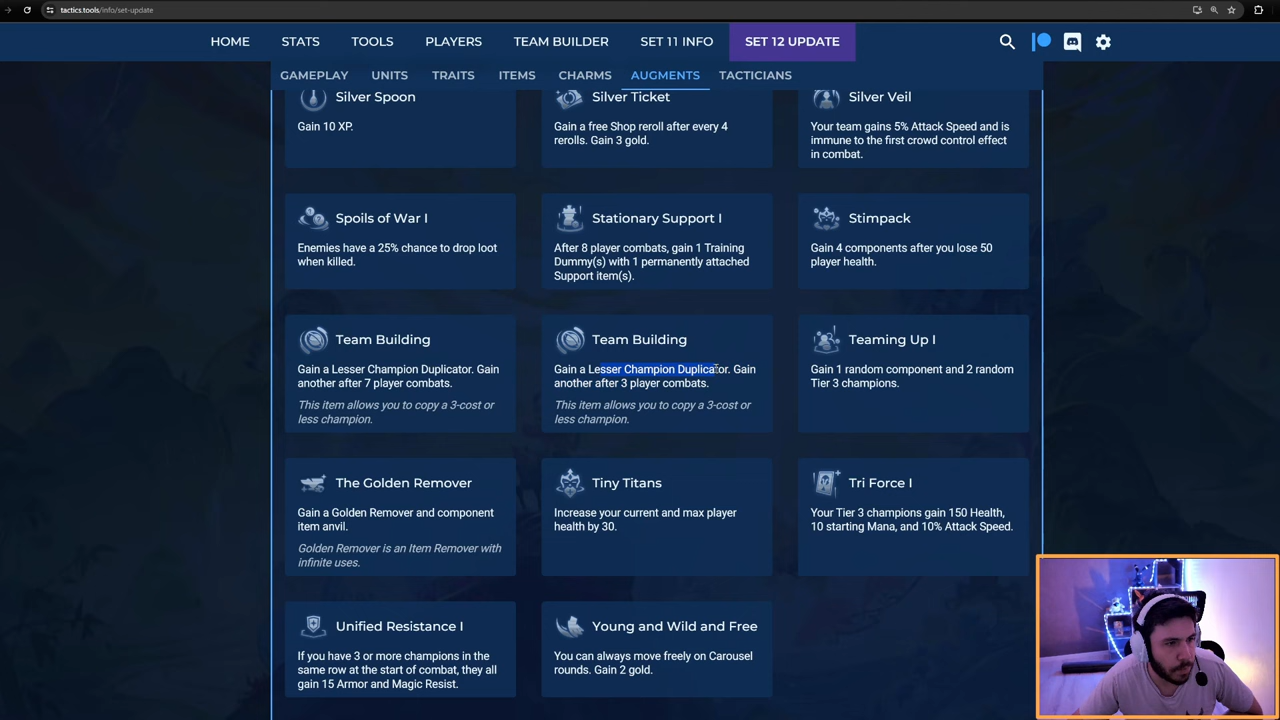 tactics.tools/info/set-update
HOME STATS TOOLS PLAYERS TEAM BUILDER SET 11 INFO SET 12 UPDATE
GAMEPLAY UNITS TRAITS ITEMS CHARMS AUGMENTS TACTICIANS
Silver Spoon
Gain 10 XP.
Silver Ticket
Gain a free Shop reroll after every 4
rerolls. Gain 3 gold.
Silver Veil
Your team gains 5% Attack Speed and is
immune to the first crowd control effect
in combat.
Spoils of War I
Enemies have a 25% chance to drop loot
when killed.
Stationary Support I
After 8 player combats, gain 1 Training
Dummy(s) with 1 permanently attached
Support item(s).
Stimpack
Gain 4 components after you lose 50
player health.
Team Building
Gain a Lesser Champion Duplicator. Gain
another after 7 player combats.
This item allows you to copy a 3-cost or
less champion.
Team Building
Gain a Lesser Champion Duplicator. Gain
another after 3 player combats.
This item allows you to copy a 3-cost or
less champion.
Teaming Up I
Gain 1 random component and 2 random
Tier 3 champions.
The Golden Remover
Gain a Golden Remover and component
item anvil.
Golden Remover is an Item Remover with
infinite uses.
Tiny Titans
Increase your current and max player
health by 30.
Tri Force I
Your Tier 3 champions gain 150 Health,
10 starting Mana, and 10% Attack Speed.
Unified Resistance I
If you have 3 or more champions in the
same row at the start of combat, they all
gain 15 Armor and Magic Resist.
Young and Wild and Free
You can always move freely on Carousel
rounds. Gain 2 gold.